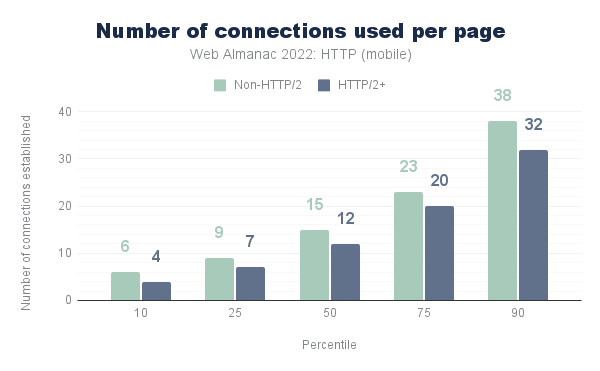 Number of connections used per page
Web Almanac 2022: HTTP (mobile)
Non-HTTP/2 HTTP/2+
Number of connections established
40
30
20
10
0
6 4
9 7
15 12
23 20
38 32
10 25 50 75 90
Percentile